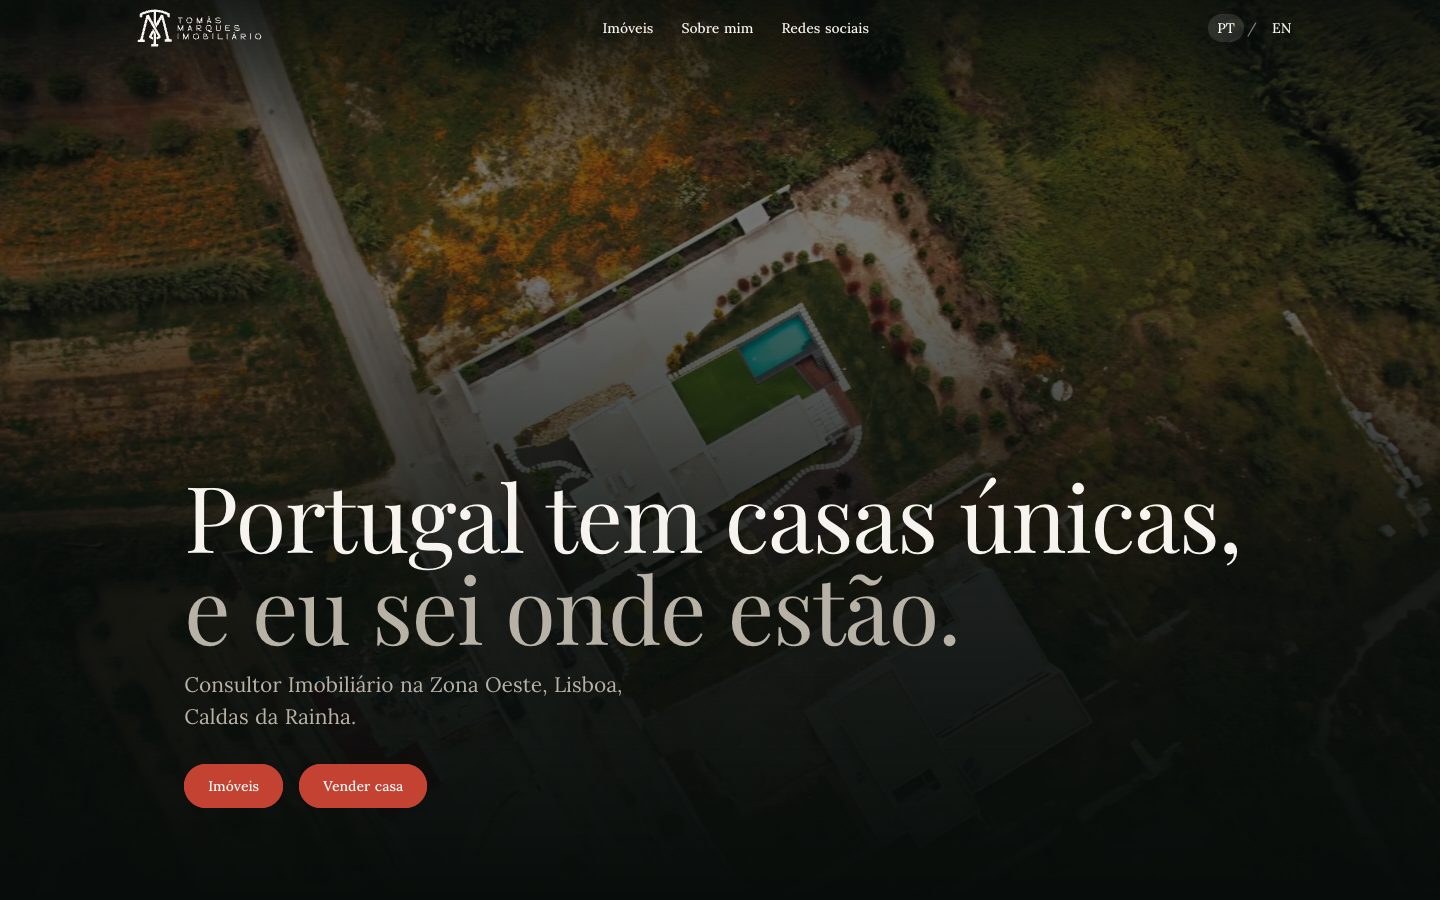 TOMÁS
MARQUES
IMOBILIÁRIO
Imóveis
Sobre mim
Redes sociais
PT / EN
Portugal tem casas únicas,
e eu sei onde estão.
Consultor Imobiliário na Zona Oeste, Lisboa,
Caldas da Rainha.
Imóveis
Vender casa